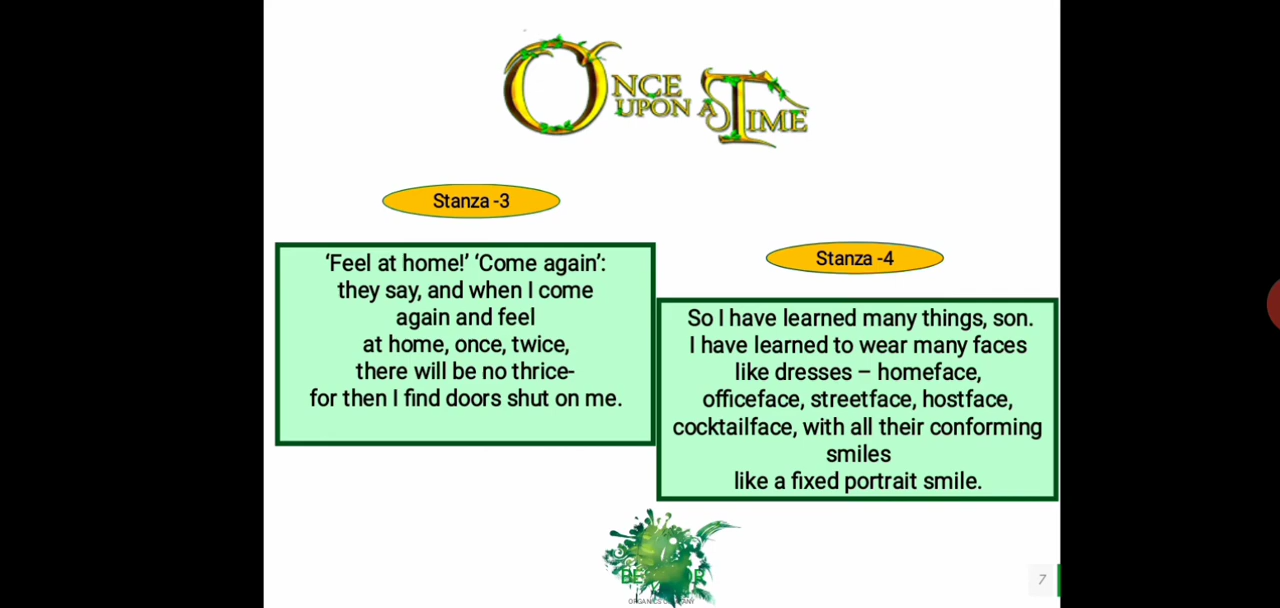 ONCE
UPON A TIME
Stanza -3
‘Feel at home!’ ‘Come again’:
they say, and when I come
again and feel
at home, once, twice,
there will be no thrice-
for then I find doors shut on me.
Stanza -4
So I have learned many things, son.
I have learned to wear many faces
like dresses – homeface,
officeface, streetface, hostface,
cocktailface, with all their conforming
smiles
like a fixed portrait smile.
7